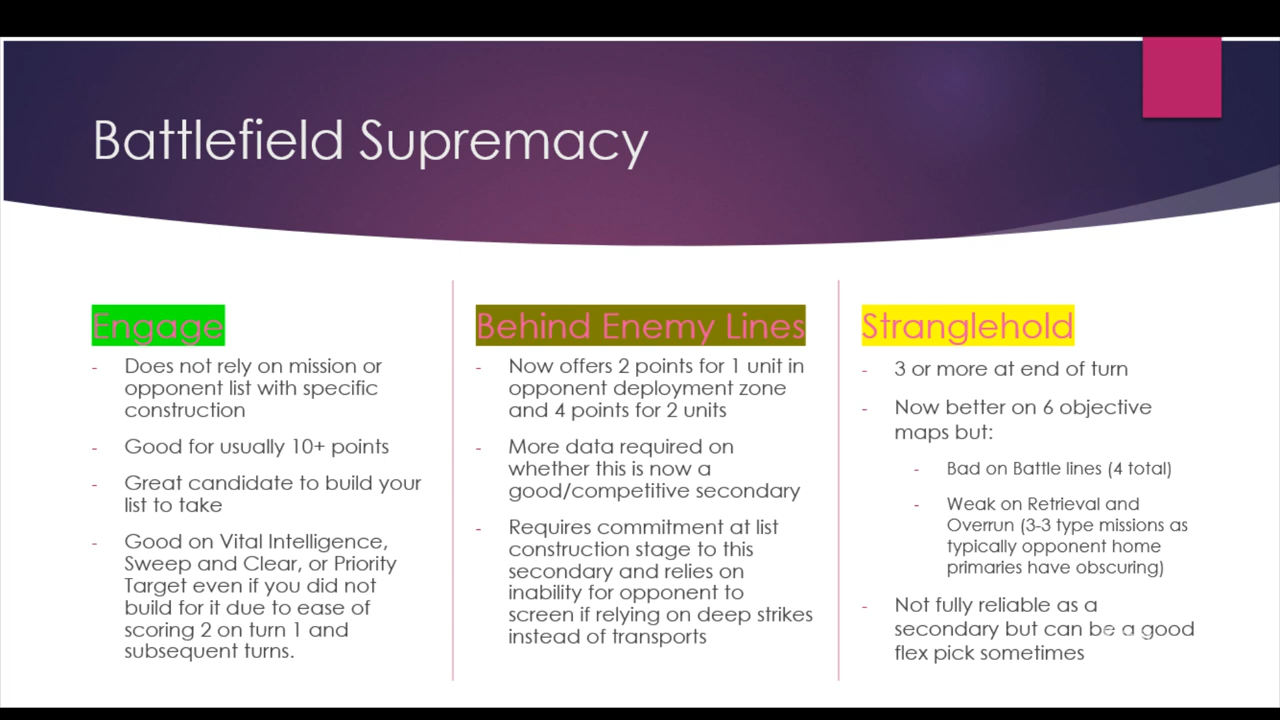 Battlefield Supremacy
Engage
- Does not rely on mission or
opponent list with specific
construction
- Good for usually 10+ points
- Great candidate to build your
list to take
- Good on Vital Intelligence,
Sweep and Clear, or Priority
Target even if you did not
build for it due to ease of
scoring 2 on turn 1 and
subsequent turns.
Behind Enemy Lines
- Now offers 2 points for 1 unit in
opponent deployment zone
and 4 points for 2 units
- More data required on
whether this is now a
good/competitive secondary
- Requires commitment at list
construction stage to this
secondary and relies on
inability for opponent to
screen if relying on deep strikes
instead of transports
Stranglehold
- 3 or more at end of turn
- Now better on 6 objective
maps but:
- Bad on Battle lines (4 total)
- Weak on Retrieval and
Overrun (3-3 type missions as
typically opponent home
primaries have obscuring)
- Not fully reliable as a
secondary but can be a good
flex pick sometimes